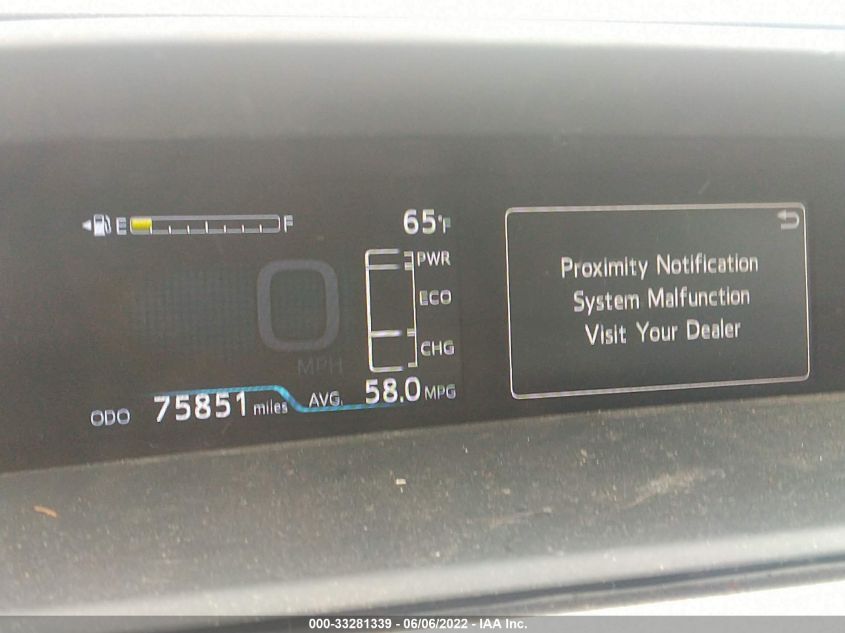 E F
65°F
PWR
ECO
CHG
0
MPH
ODO 75851 miles
AVG. 58.0 MPG
Proximity Notification
System Malfunction
Visit Your Dealer
000-33281339 - 06/06/2022 - IAA Inc.